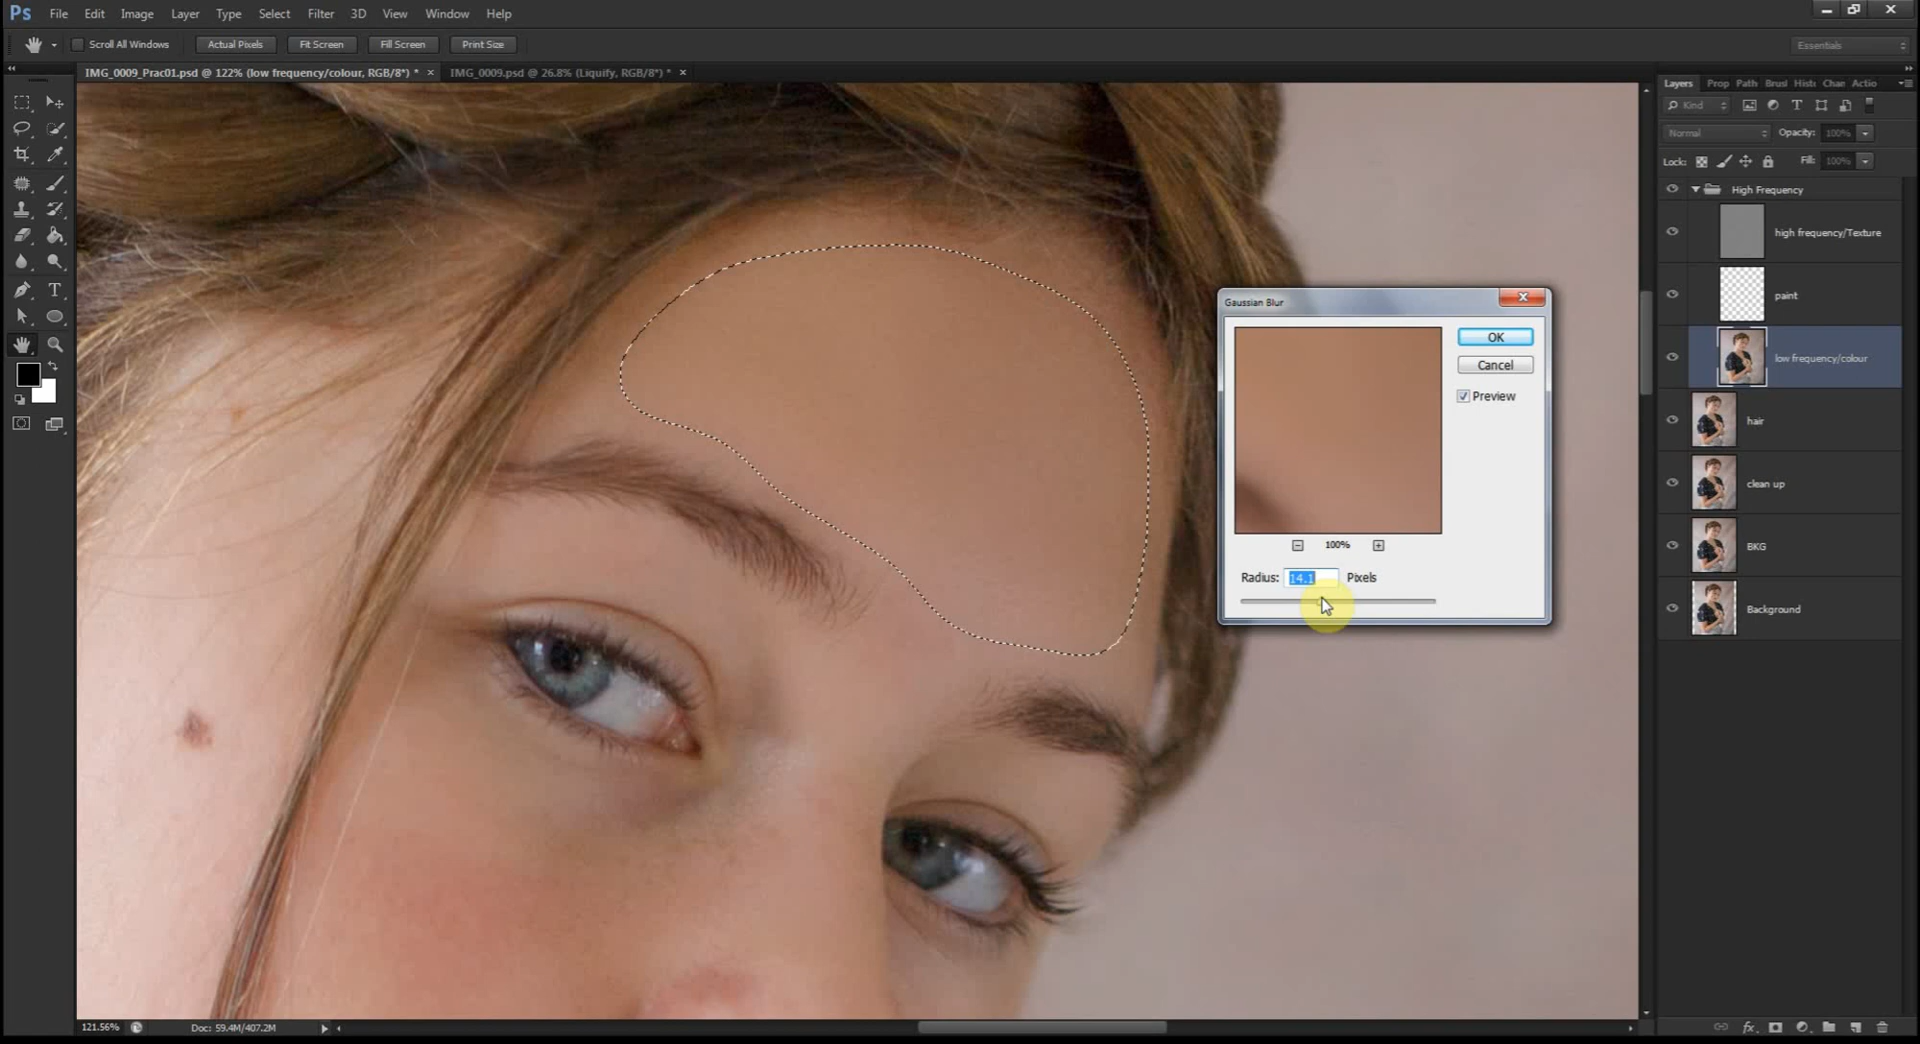 Ps File Edit Image Layer Type Select Filter 3D View Window Help
Scroll All Windows Actual Pixels Fit Screen Fill Screen Print Size Essentials
IMG_0009_Prac01.psd @ 122% (low frequency/colour, RGB/8*) * × IMG_0009.psd @ 26.8% (Liquify, RGB/8*) * ×
Layers Prop Path Brusl Histo Chan Actio
Kind
Normal Opacity: 100%
Lock: Fill: 100%
High Frequency
high frequency/Texture
paint
low frequency/colour
hair
clean up
BKG
Background
Gaussian Blur
OK
Cancel
Preview
100%
Radius: 14.1 Pixels
121.56% Doc: 59.4M/407.2M